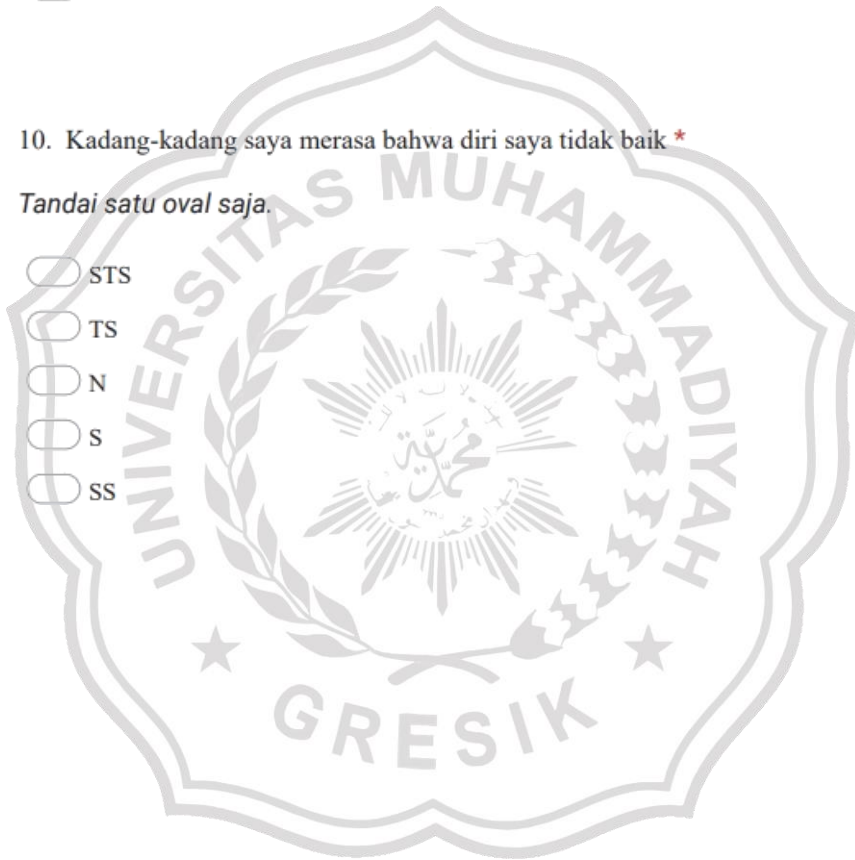 10. Kadang-kadang saya merasa bahwa diri saya tidak baik *
Tandai satu oval saja.
STS
TS
N
S
SS
UNIVERSITAS MUHAMMADIYAH
GRESIK